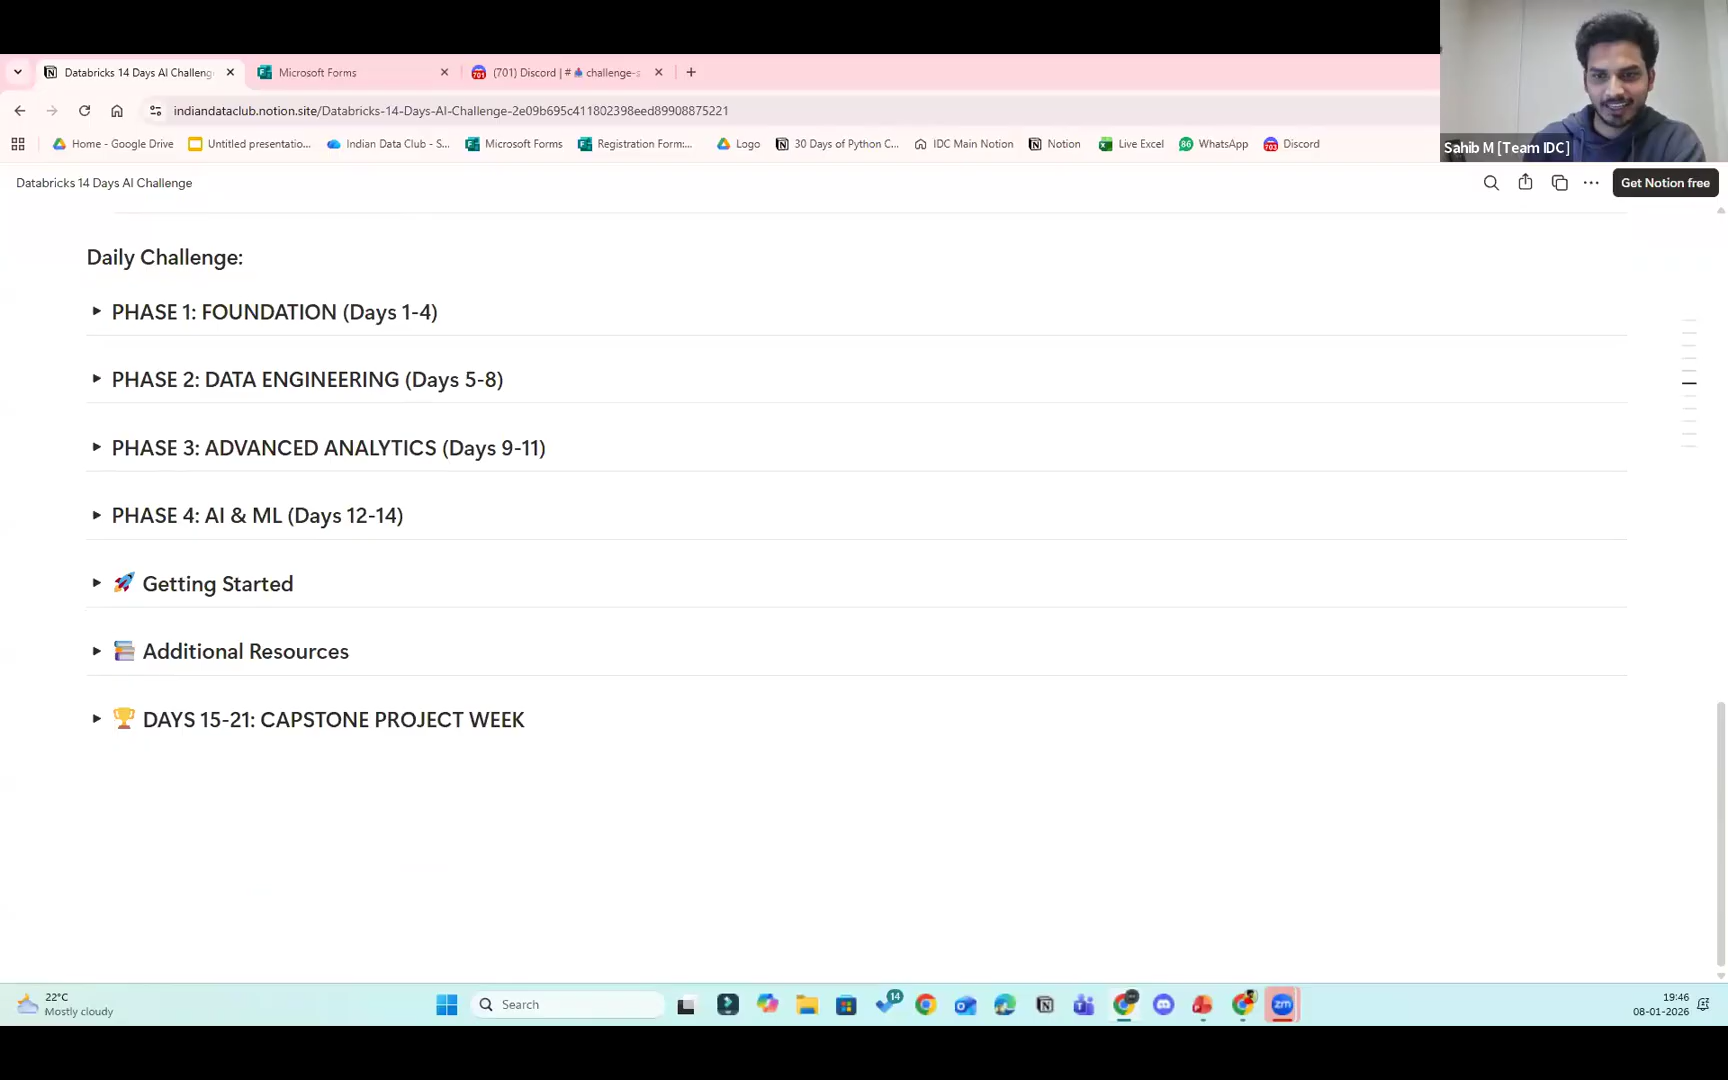 Databricks 14 Days AI Challeng
Microsoft Forms
(701) Discord | # challenge-s
indiandataclub.notion.site/Databricks-14-Days-AI-Challenge-2e09b695c411802398eed89908875221
Home - Google Drive
Untitled presentatio...
Indian Data Club - S...
Microsoft Forms
Registration Form:...
Logo
30 Days of Python C...
IDC Main Notion
Notion
Live Excel
WhatsApp
Discord
Sahib M [Team IDC]
Databricks 14 Days AI Challenge
Get Notion free
Daily Challenge:
PHASE 1: FOUNDATION (Days 1-4)
PHASE 2: DATA ENGINEERING (Days 5-8)
PHASE 3: ADVANCED ANALYTICS (Days 9-11)
PHASE 4: AI & ML (Days 12-14)
🚀 Getting Started
📚 Additional Resources
🏆 DAYS 15-21: CAPSTONE PROJECT WEEK
22°C
Mostly cloudy
Search
14
zm
19:46
08-01-2026